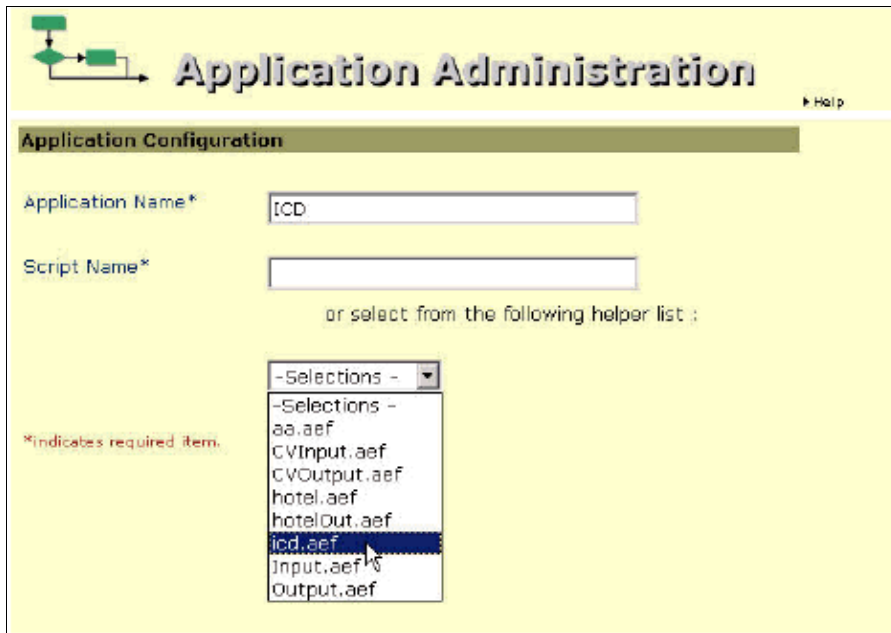 Application Administration
Help
Application Configuration
Application Name*
ICD
Script Name*
or select from the following helper list :
-Selections -
-Selections -
aa.aef
CVInput.aef
*indicates required item.
CVOutput.aef
hotel.aef
hotelOut.aef
icd.aef
Input.aef
Output.aef